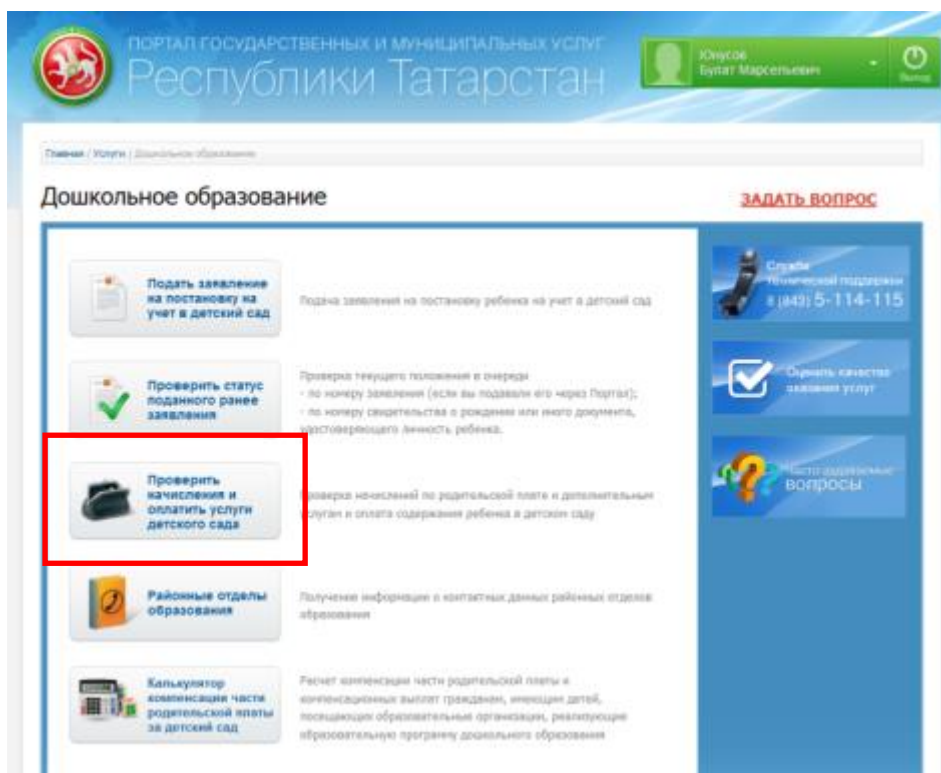 ПОРТАЛ ГОСУДАРСТВЕННЫХ И МУНИЦИПАЛЬНЫХ УСЛУГ
Республики Татарстан
Юнусов
Булат Марсельевич
Выход
Главная / Услуги / Дошкольное образование
Дошкольное образование
ЗАДАТЬ ВОПРОС
Подать заявление
на постановку на
учет в детский сад
Подача заявления на постановку ребенка на учет в детский сад
Проверить статус
поданного ранее
заявления
Проверка текущего положения в очереди
- по номеру заявления (если вы подавали его через Портал);
- по номеру свидетельства о рождении или иного документа,
удостоверяющего личность ребенка.
Проверить
начисления и
оплатить услуги
детского сада
Проверка начислений по родительской плате и дополнительным
услугам и оплата содержания ребенка в детском саду
Районные отделы
образования
Получение информации о контактных данных районных отделов
образования
Калькулятор
компенсации части
родительской платы
за детский сад
Расчет компенсации части родительской платы и
компенсационных выплат гражданам, имеющим детей,
посещающих образовательные организации, реализующие
образовательную программу дошкольного образования
Служба
технической поддержки
8 (843) 5-114-115
Оценить качество
оказания услуг
Часто задаваемые
ВОПРОСЫ